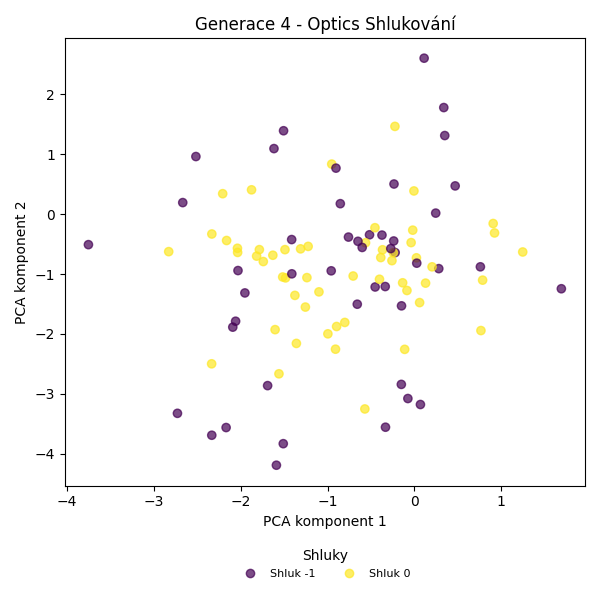 Generace 4 - Optics Shlukování
PCA komponent 2
2
1
0
−1
−2
−3
−4
−4
−3
−2
−1
0
1
PCA komponent 1
Shluky
Shluk -1
Shluk 0